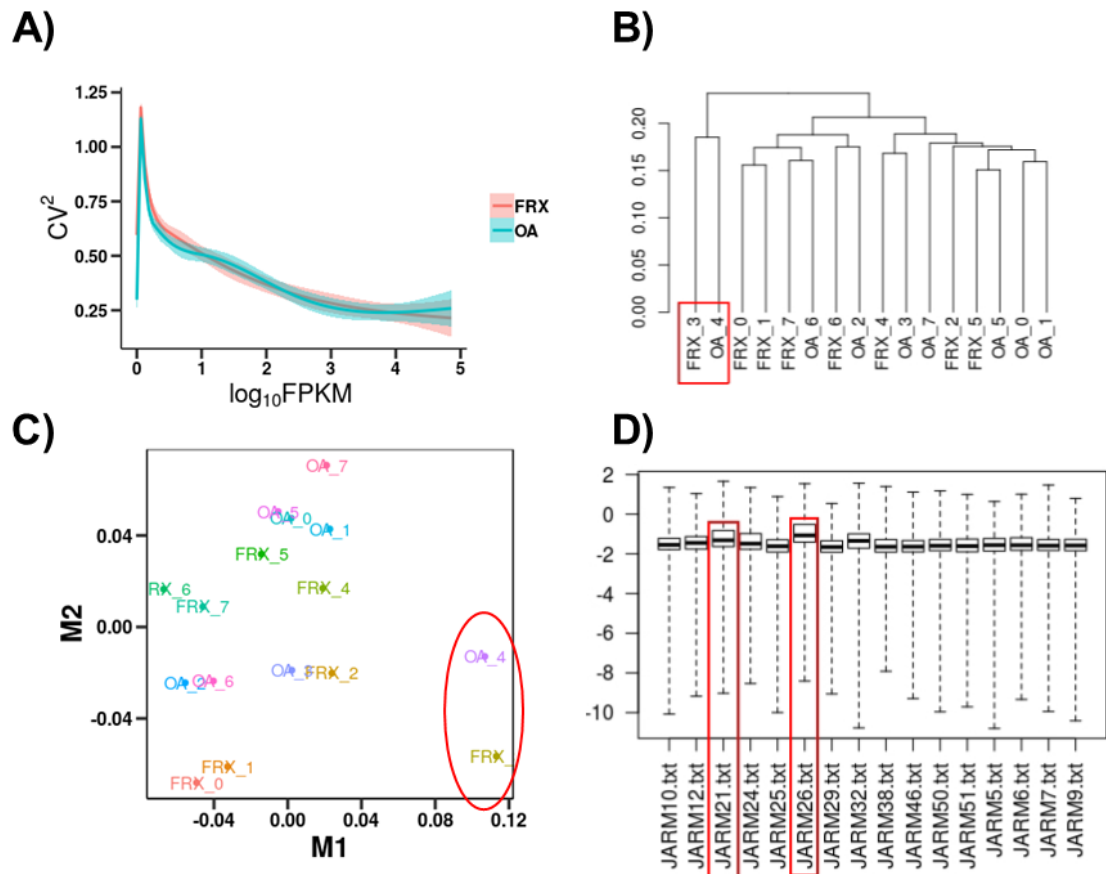 A)
1.25
1.00
0.75
0.50
0.25
CV²
0 1 2 3 4 5
log₁₀FPKM
FRX
OA
B)
0.20
0.15
0.10
0.05
0.00
FRX_3
OA_4
FRX_0
FRX_1
FRX_7
OA_6
FRX_6
OA_2
FRX_4
OA_3
OA_7
FRX_2
FRX_5
OA_5
OA_0
OA_1
C)
OA_7
OA_5
OA_0
OA_1
FRX_5
FRX_4
RX_6
FRX_7
OA_4
OA_3
FRX_2
OA_2
OA_6
FRX_
FRX_1
FRX_0
0.04
0.00
-0.04
M2
-0.04 0.00 0.04 0.08 0.12
M1
D)
2
0
-2
-4
-6
-8
-10
JARM10.txt
JARM12.txt
JARM21.txt
JARM24.txt
JARM25.txt
JARM26.txt
JARM29.txt
JARM32.txt
JARM38.txt
JARM46.txt
JARM50.txt
JARM51.txt
JARM5.txt
JARM6.txt
JARM7.txt
JARM9.txt